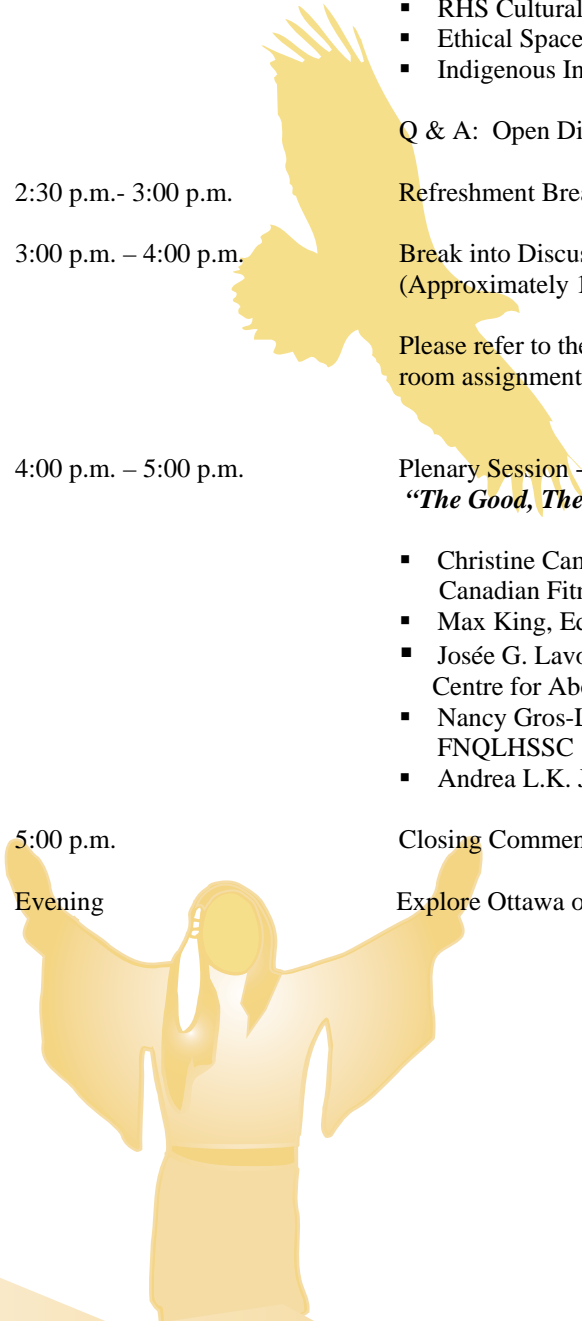 ▪ RHS Cultural
▪ Ethical Space
▪ Indigenous In
Q & A: Open Di
2:30 p.m.- 3:00 p.m. Refreshment Brea
3:00 p.m. – 4:00 p.m. Break into Discus
(Approximately 1
Please refer to the
room assignment
4:00 p.m. – 5:00 p.m. Plenary Session -
“The Good, The
▪ Christine Cam
Canadian Fitn
▪ Max King, Ec
▪ Josée G. Lavo
Centre for Abo
▪ Nancy Gros-L
FNQLHSSC
▪ Andrea L.K. J
5:00 p.m. Closing Commen
Evening Explore Ottawa o